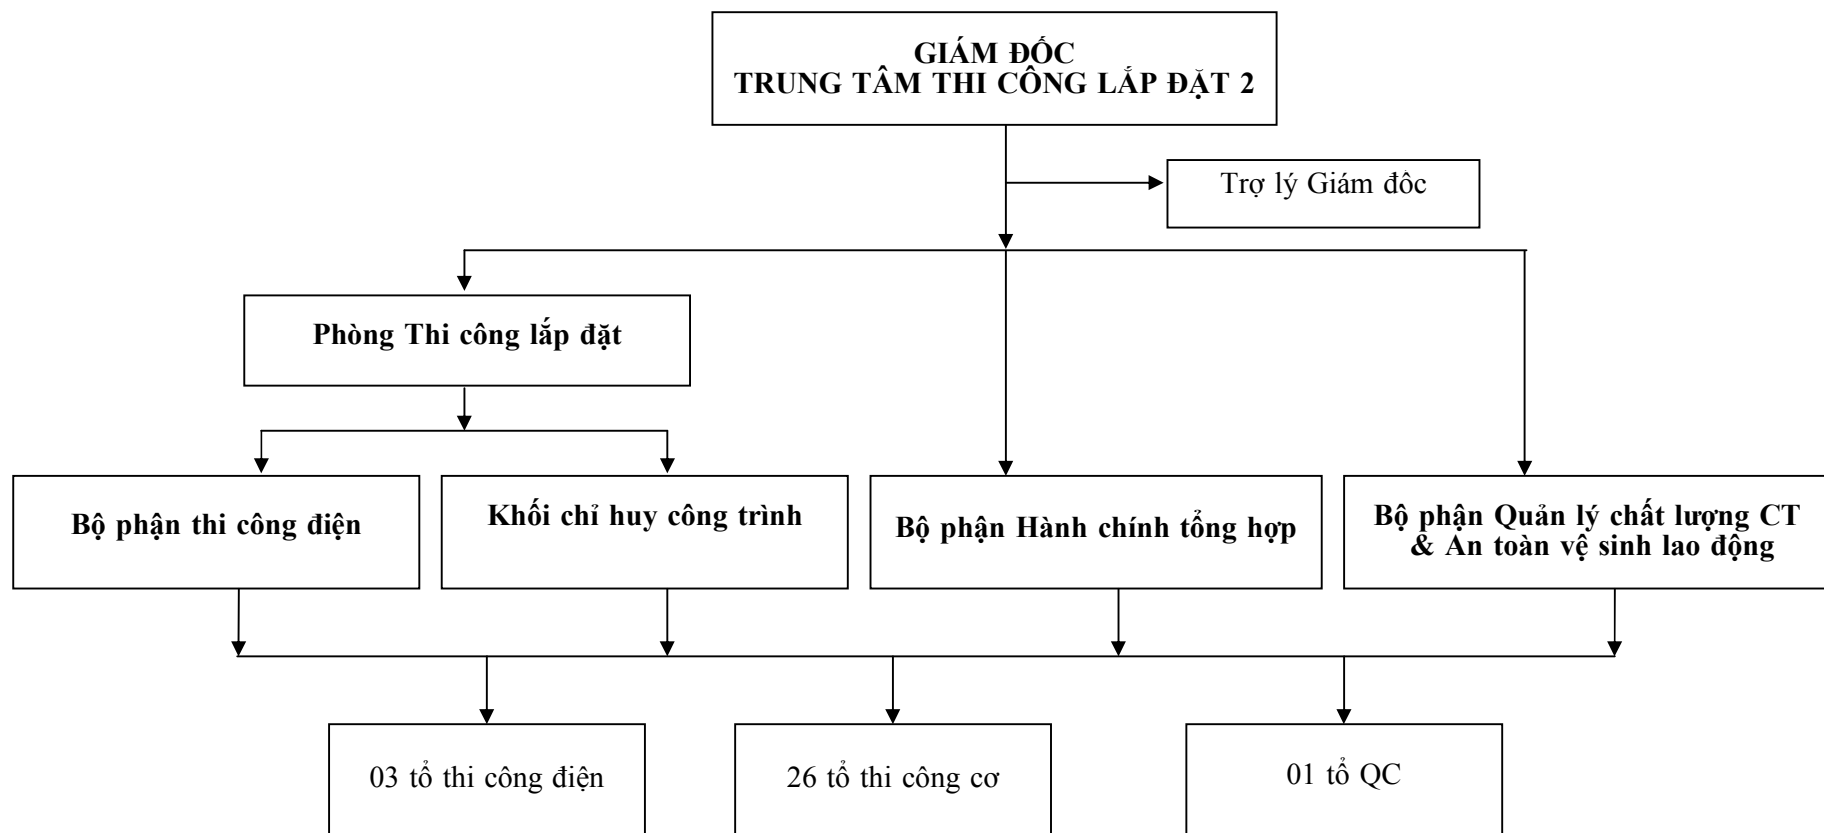 GIÁM ĐỐC
TRUNG TÂM THI CÔNG LẮP ĐẶT 2
Trợ lý Giám đôc
Phòng Thi công lắp đặt
Bộ phận thi công điện
Khối chỉ huy công trình
Bộ phận Hành chính tổng hợp
Bộ phận Quản lý chất lượng CT
& An toàn vệ sinh lao động
03 tổ thi công điện
26 tổ thi công cơ
01 tổ QC